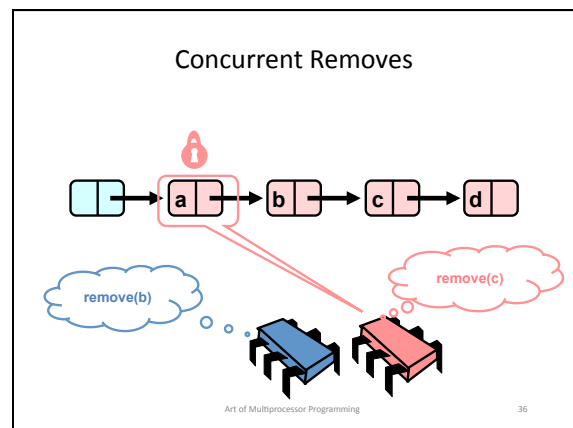 Concurrent Removes
a
b
c
d
remove(b)
remove(c)
Art of Multiprocessor Programming
36